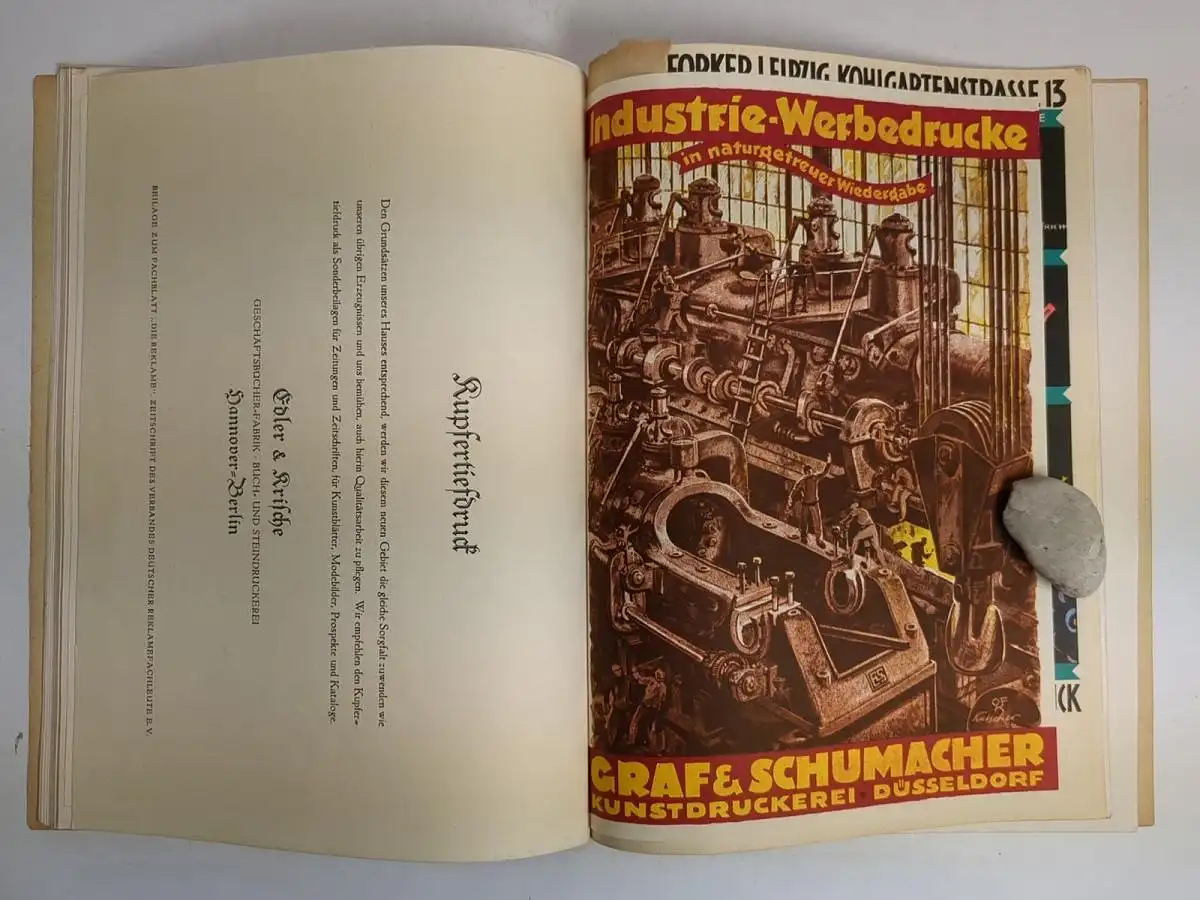 Kupfertiefdruck
Den Grundsätzen unseres Hauses entsprechend, werden wir diesem neuen Gebiet die gleiche Sorgfalt zuwenden wie
unseren übrigen Erzeugnissen und uns bemühen, auch hierin Qualitätsarbeit zu pflegen. Wir empfehlen den Kupfer=
tiefdruck als Sonderbeilagen für Zeitungen und Zeitschriften, für Kunstblätter, Modebilder, Prospekte und Kataloge.
Edler & Krische
GESCHÄFTSBÜCHER-FABRIK · BUCH- UND STEINDRUCKEREI
Hannover=Berlin
BEILAGE ZUM FACHBLATT „DIE REKLAME“, ZEITSCHRIFT DES VERBANDES DEUTSCHER REKLAMEFACHLEUTE E. V.
FORKER LEIPZIG KOHLGARTENSTRASSE 13
Industrie-Werbedrucke
in naturgetreuer Wiedergabe
GRAF & SCHUMACHER
KUNSTDRUCKEREI · DÜSSELDORF